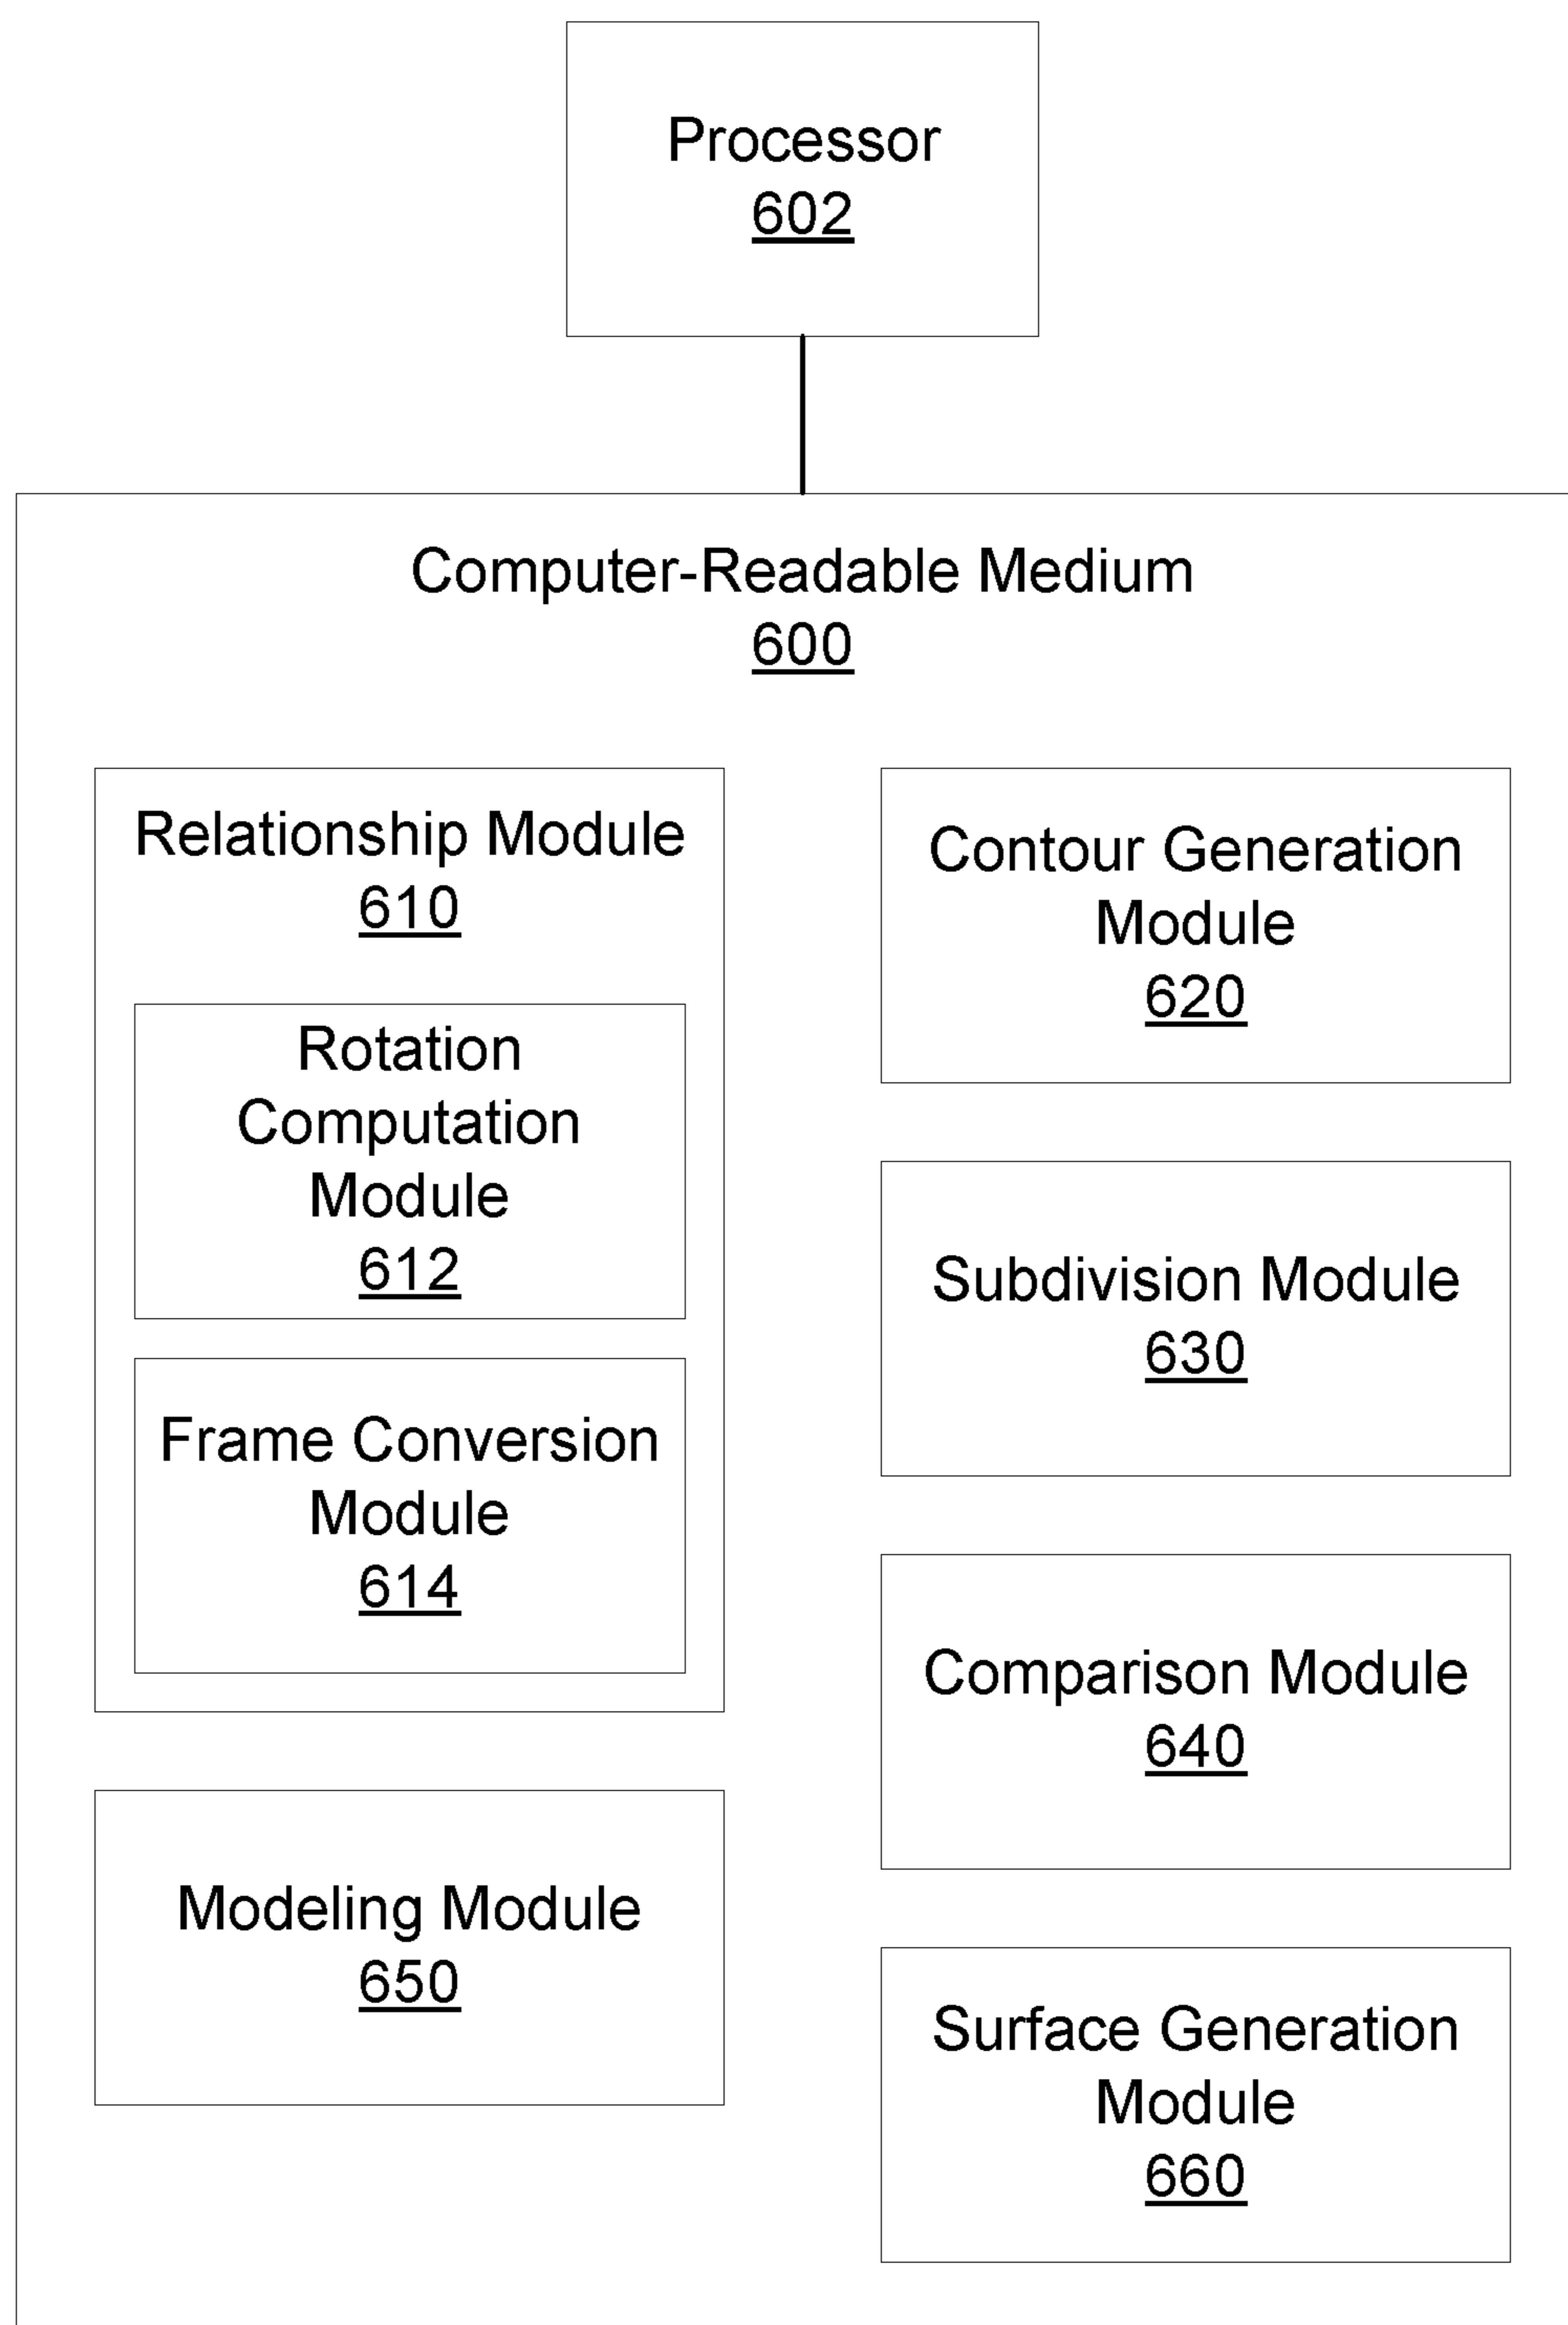 Processor
602
Computer-Readable Medium
600
Relationship Module
610
Rotation
Computation
Module
612
Frame Conversion
Module
614
Modeling Module
650
Contour Generation
Module
620
Subdivision Module
630
Comparison Module
640
Surface Generation
Module
660